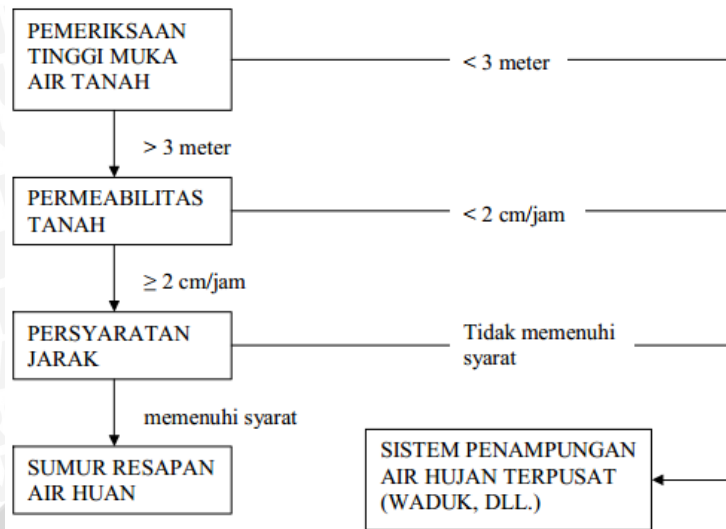 PEMERIKSAAN
TINGGI MUKA
AIR TANAH
< 3 meter
> 3 meter
PERMEABILITAS
TANAH
< 2 cm/jam
≥ 2 cm/jam
PERSYARATAN
JARAK
Tidak memenuhi
syarat
memenuhi syarat
SUMUR RESAPAN
AIR HUAN
SISTEM PENAMPUNGAN
AIR HUJAN TERPUSAT
(WADUK, DLL.)